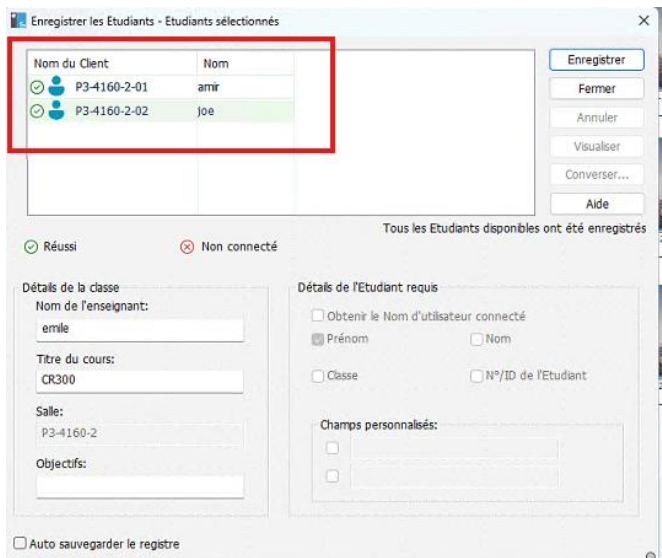 Enregistrer les Etudiants - Etudiants sélectionnés
Nom du Client Nom
P3-4160-2-01 amir
P3-4160-2-02 joe
Enregistrer
Fermer
Annuler
Visualiser
Converser...
Aide
Tous les Etudiants disponibles ont été enregistrés
Réussi Non connecté
Détails de la classe
Nom de l'enseignant:
emile
Titre du cours:
CR300
Salle:
P3-4160-2
Objectifs:
Détails de l'Etudiant requis
Obtenir le Nom d'utilisateur connecté
Prénom Nom
Classe N°/ID de l'Etudiant
Champs personnalisés:
Auto sauvegarder le registre